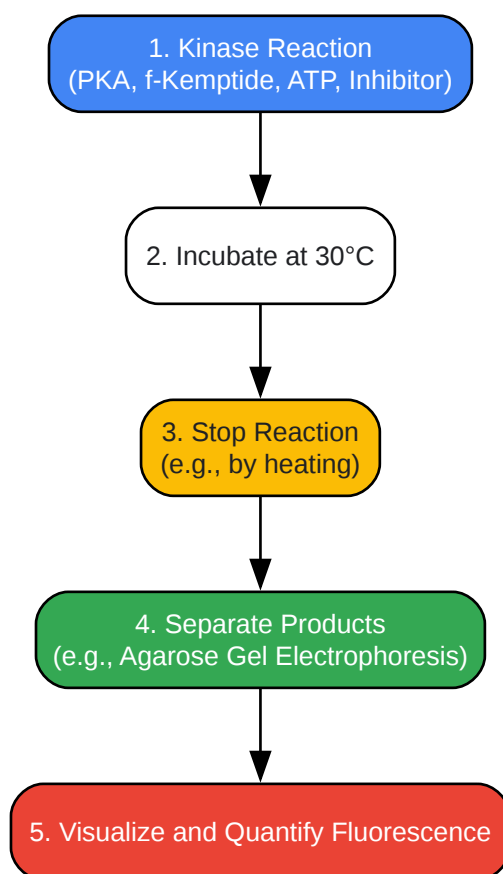 1. Kinase Reaction
(PKA, f-Kemptide, ATP, Inhibitor)
2. Incubate at 30°C
3. Stop Reaction
(e.g., by heating)
4. Separate Products
(e.g., Agarose Gel Electrophoresis)
5. Visualize and Quantify Fluorescence